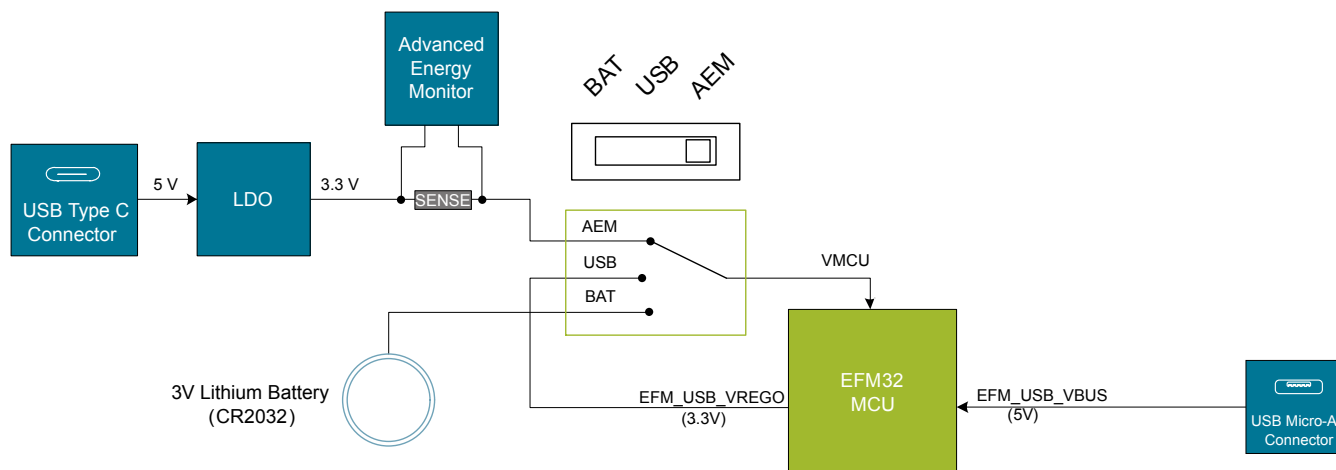 Advanced
Energy
Monitor
BAT
USB
AEM
USB Type C
Connector
5 V
LDO
3.3 V
SENSE
AEM
USB
BAT
VMCU
3V Lithium Battery
(CR2032)
EFM_USB_VREGO
(3.3V)
EFM32
MCU
EFM_USB_VBUS
(5V)
USB Micro-A
Connector